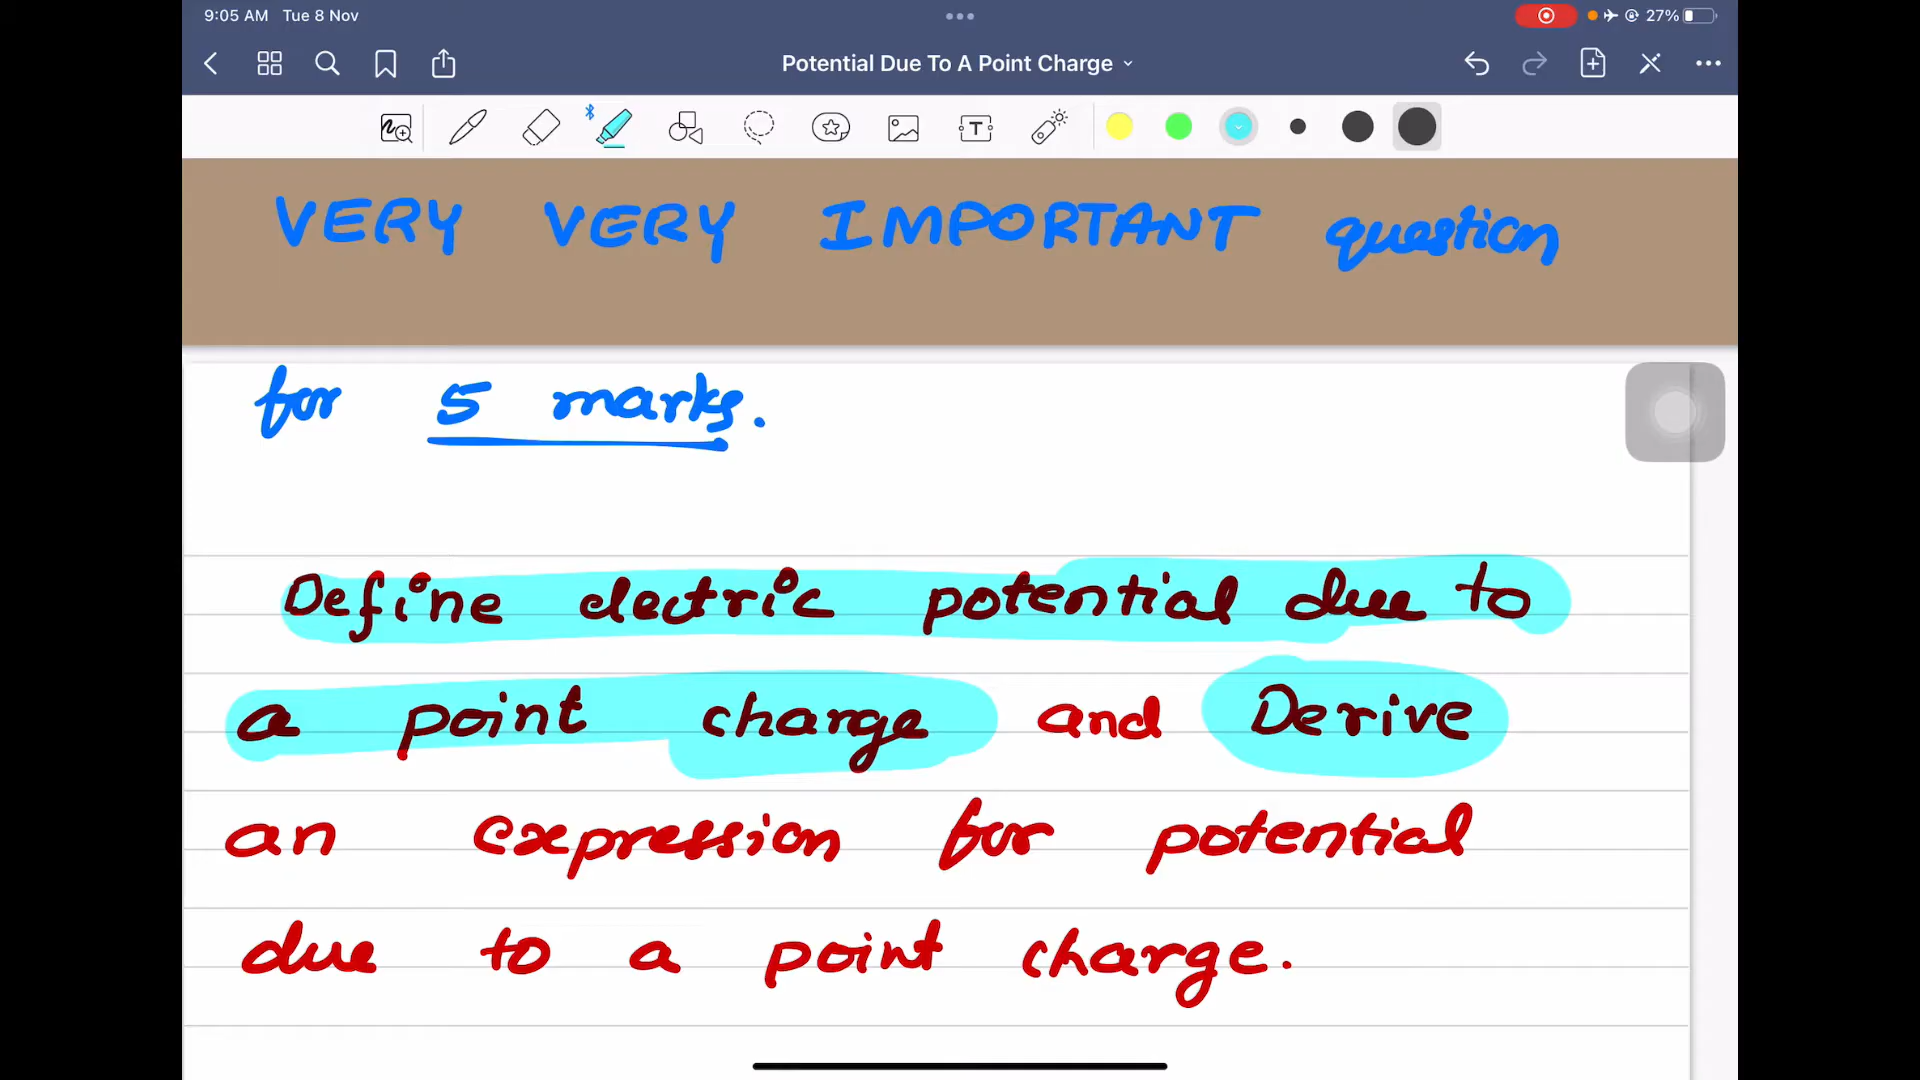 9:05 AM Tue 8 Nov
27%
Potential Due To A Point Charge
VERY VERY IMPORTANT question
for 5 marks.
Define electric potential due to
a point charge and Derive
an expression for potential
due to a point charge.